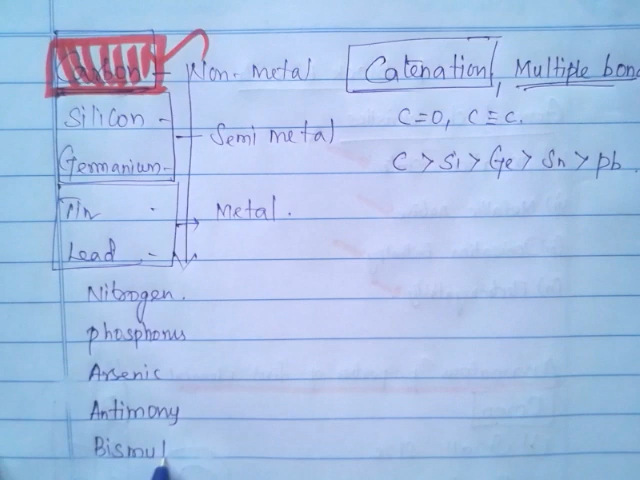 Carbon - Non-metal Catenation, Multiple bond
Silicon - Semi metal C=O, C≡C.
Germanium - C > Si > Ge > Sn > pb.
Tin - Metal.
Lead -
Nitrogen.
phosphorus
Arsenic
Antimony
Bismu